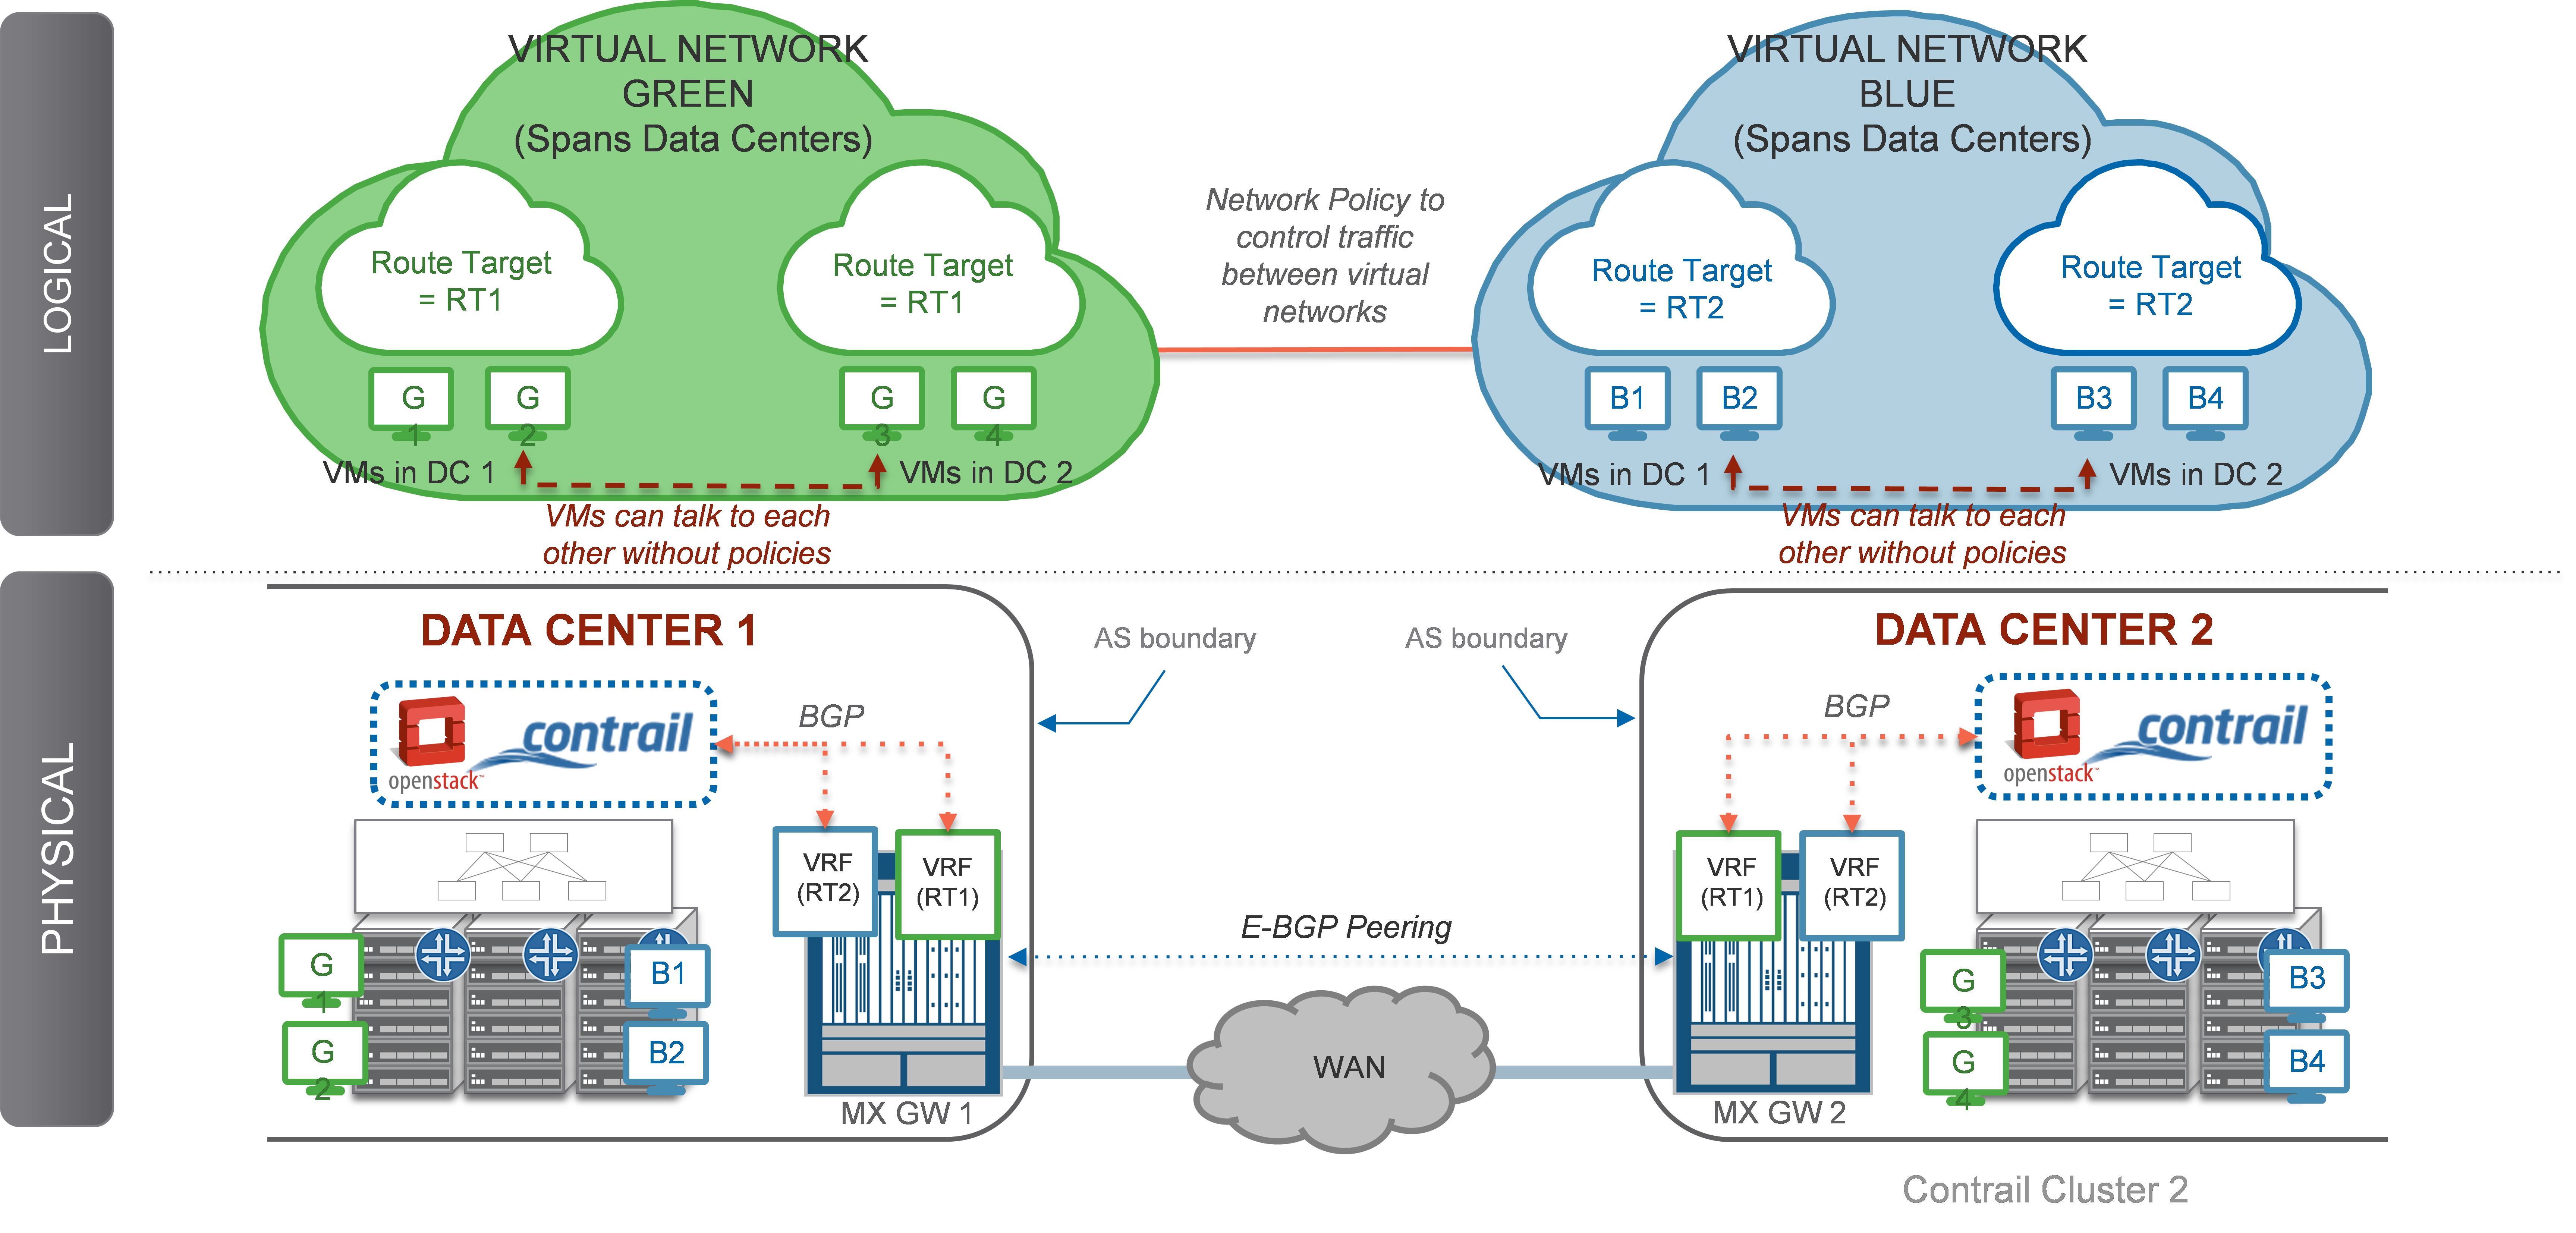 LOGICAL
VIRTUAL NETWORK
GREEN
(Spans Data Centers)
Route Target
= RT1
Route Target
= RT1
G
1
G
2
G
3
G
4
VMs in DC 1
VMs in DC 2
VMs can talk to each
other without policies
Network Policy to
control traffic
between virtual
networks
VIRTUAL NETWORK
BLUE
(Spans Data Centers)
Route Target
= RT2
Route Target
= RT2
B1
B2
B3
B4
VMs in DC 1
VMs in DC 2
VMs can talk to each
other without policies
PHYSICAL
DATA CENTER 1
openstack™
contrail
BGP
VRF
(RT2)
VRF
(RT1)
G
1
G
2
B1
B2
MX GW 1
AS boundary
AS boundary
E-BGP Peering
WAN
DATA CENTER 2
BGP
openstack™
contrail
VRF
(RT1)
VRF
(RT2)
G
3
G
4
B3
B4
MX GW 2
Contrail Cluster 2